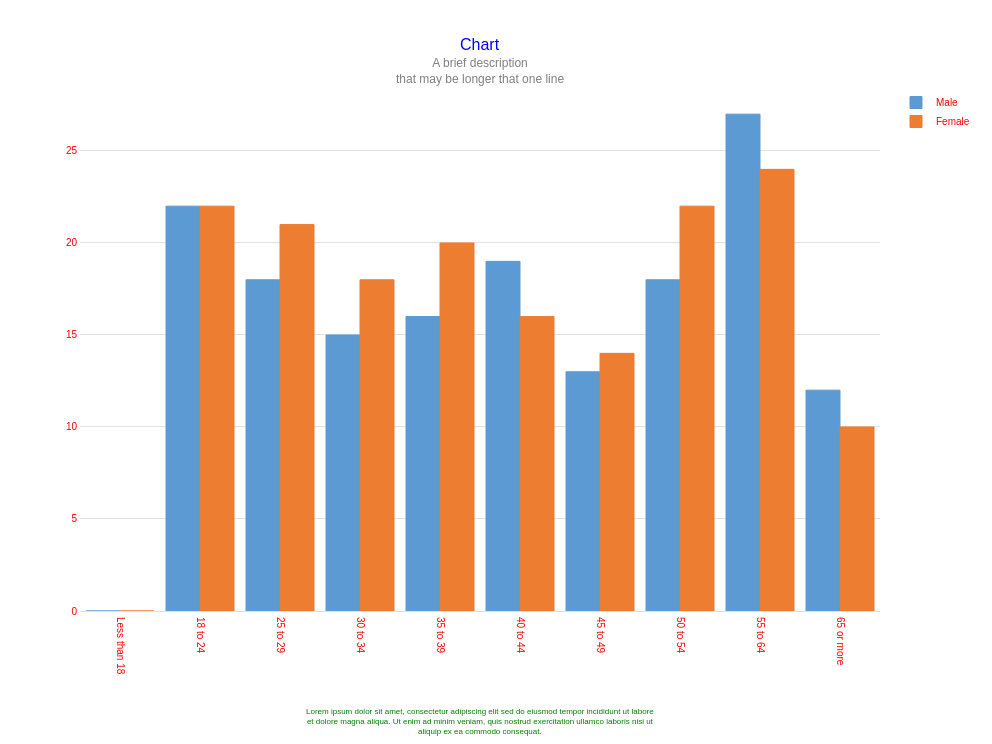 Chart
A brief description
that may be longer that one line
Male
Female
25
20
15
10
5
0
Less than 18
18 to 24
25 to 29
30 to 34
35 to 39
40 to 44
45 to 49
50 to 54
55 to 64
65 or more
Lorem ipsum dolor sit amet, consectetur adipiscing elit sed do eiusmod tempor incididunt ut labore
et dolore magna aliqua. Ut enim ad minim veniam, quis nostrud exercitation ullamco laboris nisi ut
aliquip ex ea commodo consequat.